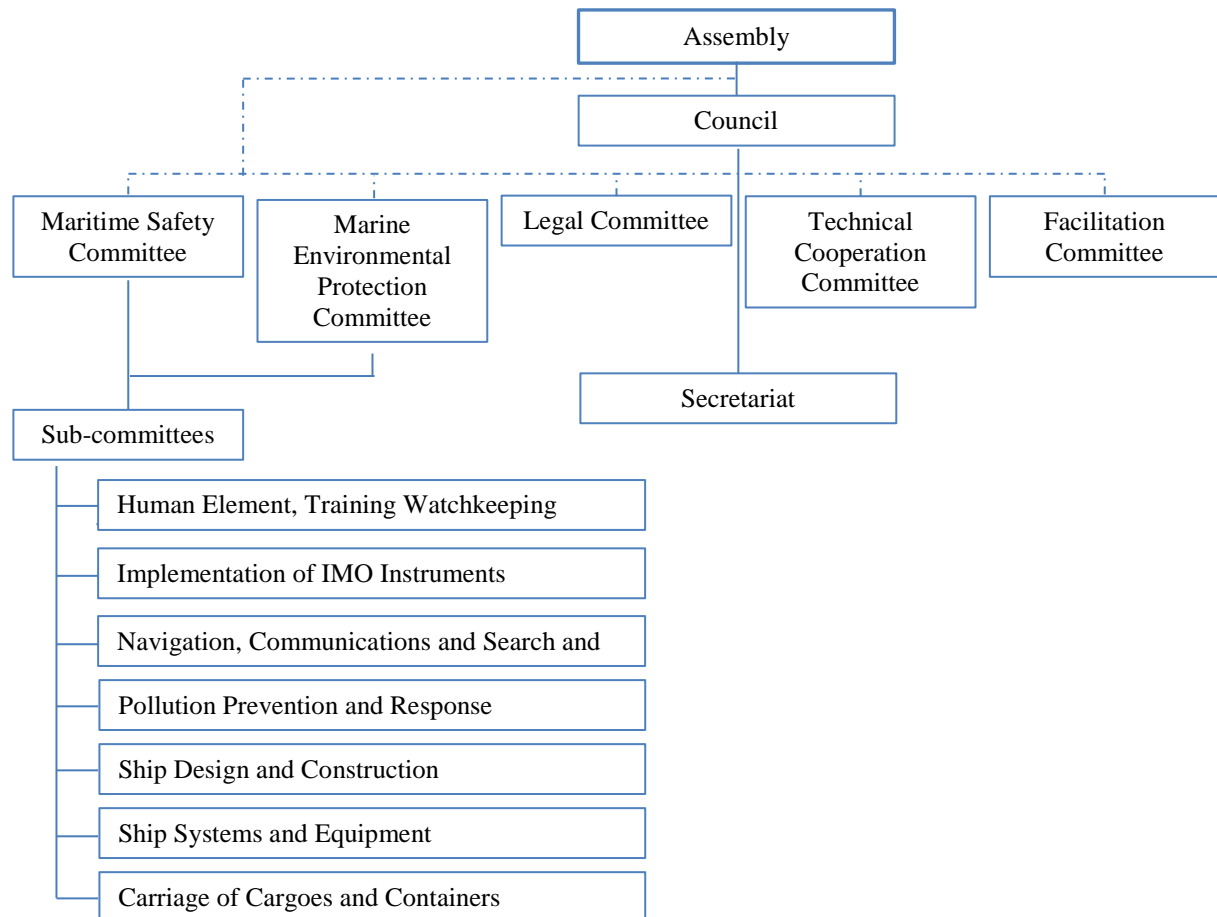 Assembly
Council
Maritime Safety
Committee
Marine
Environmental
Protection
Committee
Legal Committee
Technical
Cooperation
Committee
Facilitation
Committee
Secretariat
Sub-committees
Human Element, Training Watchkeeping
Implementation of IMO Instruments
Navigation, Communications and Search and
Pollution Prevention and Response
Ship Design and Construction
Ship Systems and Equipment
Carriage of Cargoes and Containers